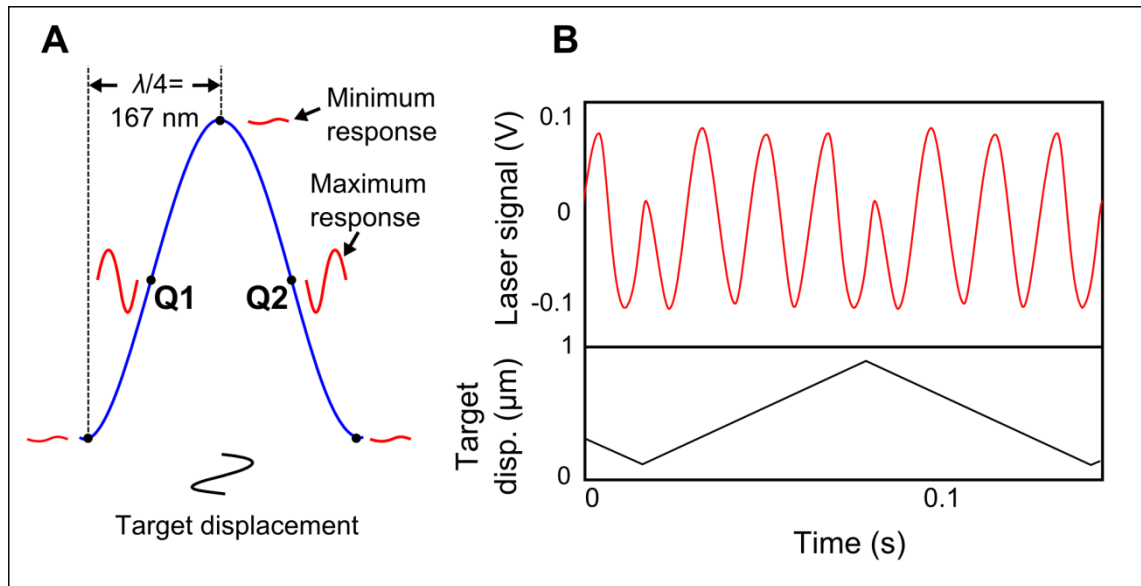 A
λ/4=
167 nm
Minimum
response
Maximum
response
Q1
Q2
Target displacement
B
Laser signal (V)
0.1
0
-0.1
Target
disp. (μm)
1
0
0
0.1
Time (s)